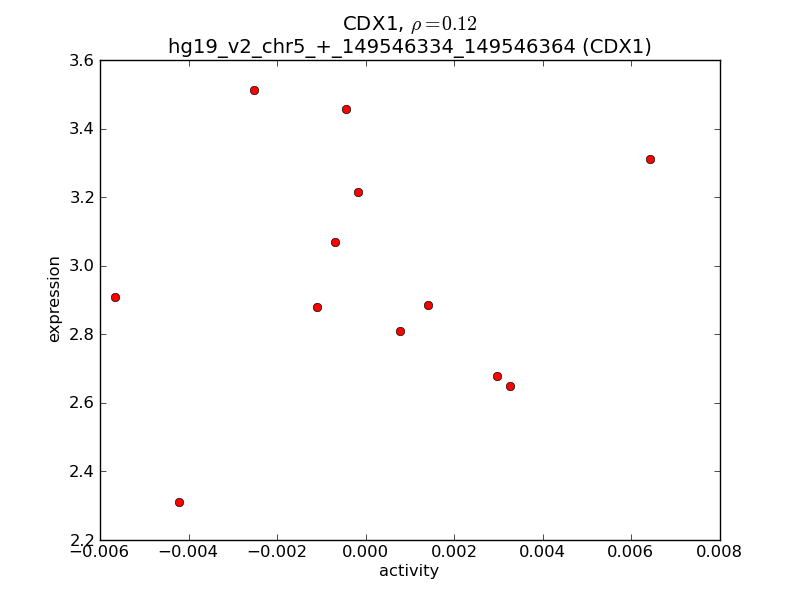 CDX1, ρ=0.12
hg19_v2_chr5_+_149546334_149546364 (CDX1)
3.6
3.4
3.2
3.0
2.8
2.6
2.4
2.2
expression
−0.006 −0.004 −0.002 0.000 0.002 0.004 0.006 0.008
activity